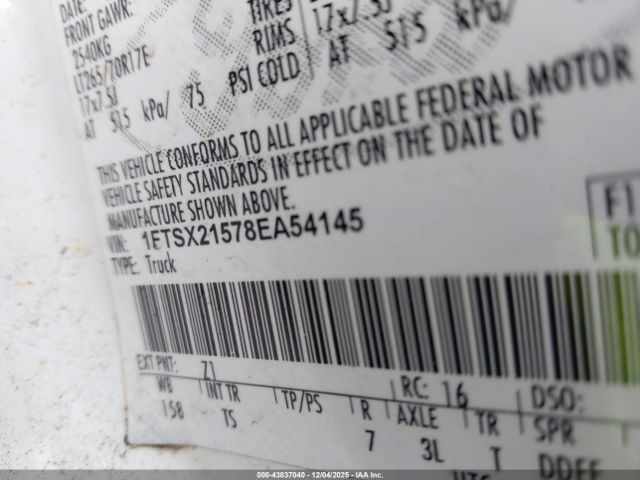 DATE:
FRONT GAWR:
2540KG
LT265/70R17E
17x7.5J
AT 515 kPa/ 75 PSI COLD
TIRES
RIMS 17x7.5J
AT 515 kPa/
THIS VEHICLE CONFORMS TO ALL APPLICABLE FEDERAL MOTOR
VEHICLE SAFETY STANDARDS IN EFFECT ON THE DATE OF
MANUFACTURE SHOWN ABOVE.
VIN: 1FTSX21578EA54145
TYPE: Truck
EXT PNT: Z1 RC: 16 DSO:
WB INT TR TP/PS R AXLE TR SPR
158 TS 7 3L T
00-43837040 - 12/04/2025 - IAA Inc.